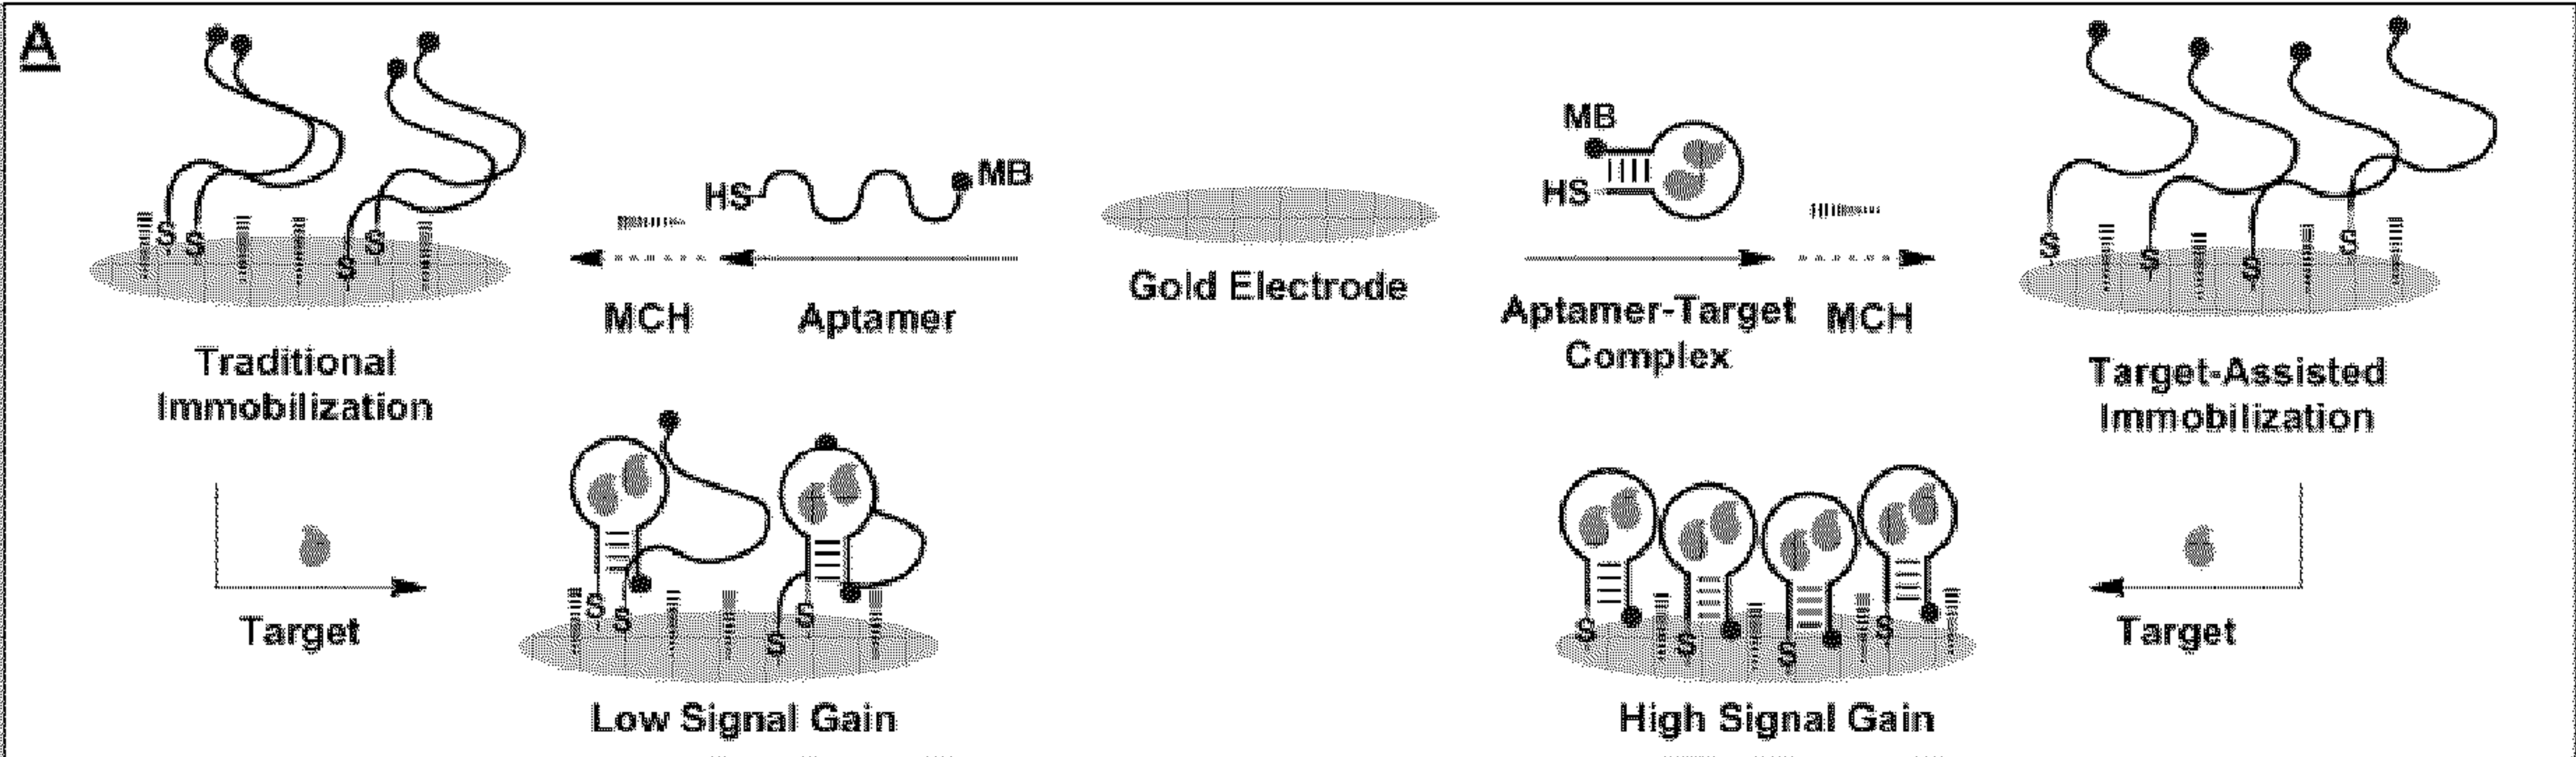 A
MB
HS
MB
HS
Gold Electrode
MCH
Aptamer
Aptamer-Target
Complex
MCH
Traditional
Immobilization
Target-Assisted
Immobilization
S
S
S
S
S
S
S
S
Target
Target
S
S
S
S
S
S
S
S
Low Signal Gain
High Signal Gain